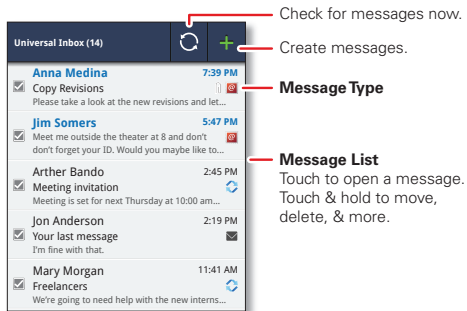 Check for messages now.
Universal Inbox (14)
Create messages.
Anna Medina 7:39 PM
Copy Revisions
Please take a look at the new revisions and let...
Message Type
Jim Somers 5:47 PM
Meet me outside the theater at 8 and don't
don't forget your ID. Would you maybe like to...
Arther Bando 2:45 PM
Meeting invitation
Meeting is set for next Thursday at 10:00 am...
Jon Anderson 2:19 PM
Your last message
I'm fine with that.
Mary Morgan 11:41 AM
Freelancers
We're going to need help with the new interns...
Message List
Touch to open a message.
Touch & hold to move,
delete, & more.